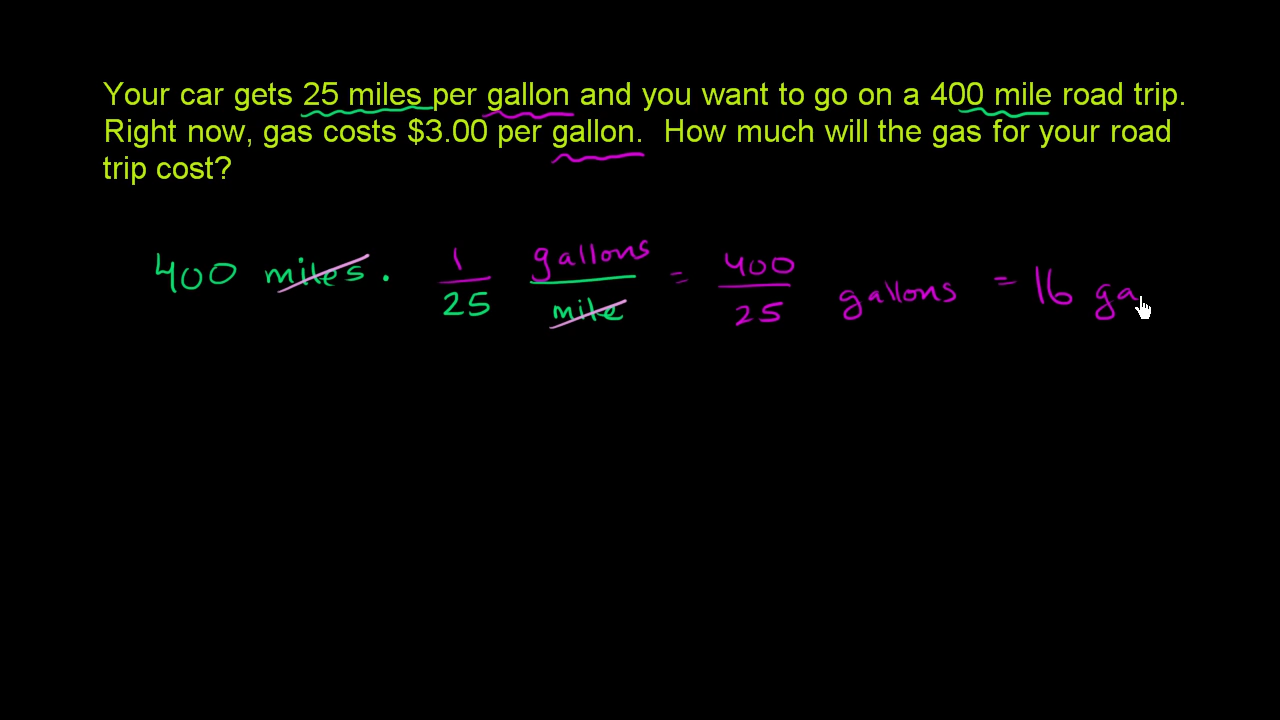 Your car gets 25 miles per gallon and you want to go on a 400 mile road trip.
Right now, gas costs $3.00 per gallon. How much will the gas for your road
trip cost?
400 miles · 1/25 gallons/mile = 400/25 gallons = 16 ga